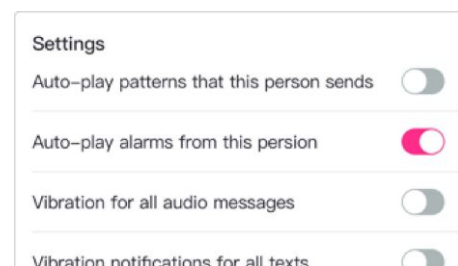 Settings
Auto-play patterns that this person sends
Auto-play alarms from this persion
Vibration for all audio messages
Vibration notifications for all texts